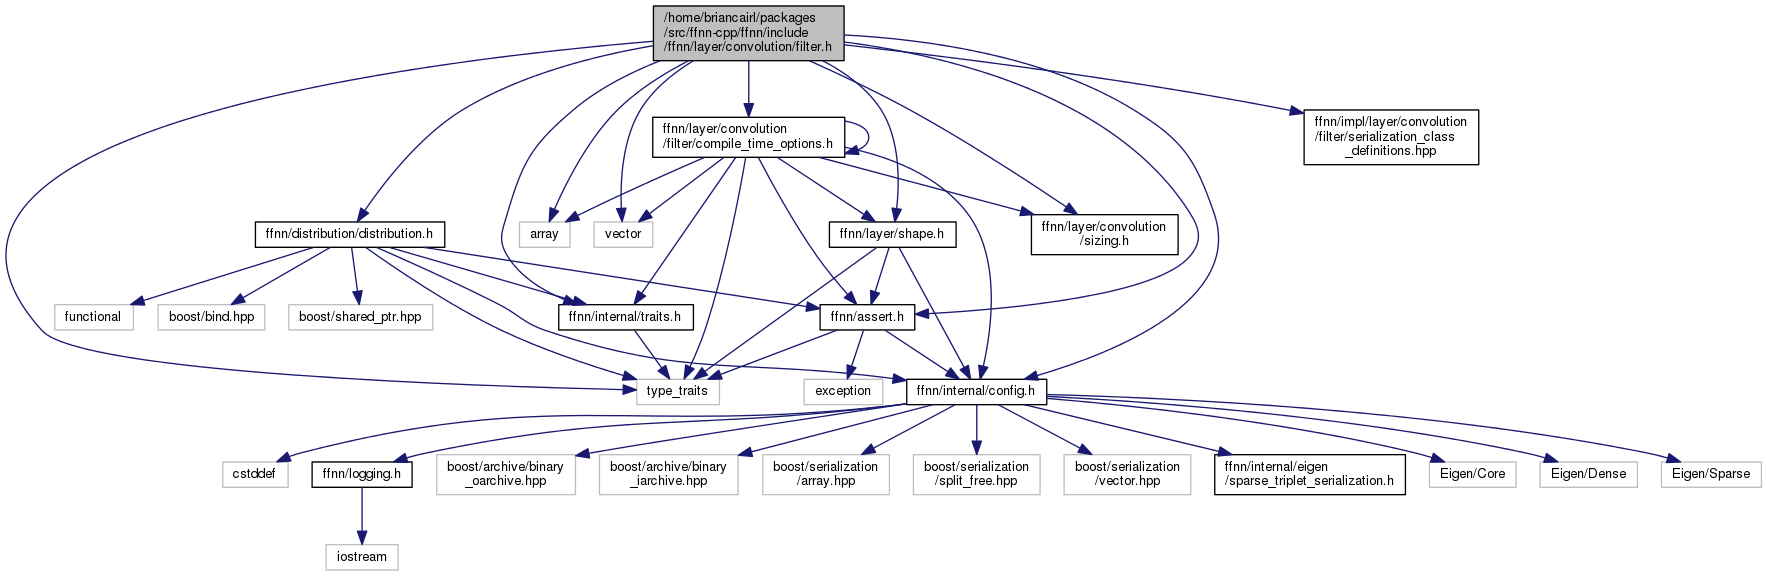 /home/briancairl/packages
/src/ffnn-cpp/ffnn/include
/ffnn/layer/convolution/filter.h
ffnn/layer/convolution
/filter/compile_time_options.h
ffnn/impl/layer/convolution
/filter/serialization_class
_definitions.hpp
ffnn/distribution/distribution.h
array
vector
ffnn/layer/shape.h
ffnn/layer/convolution
/sizing.h
functional
boost/bind.hpp
boost/shared_ptr.hpp
ffnn/internal/traits.h
ffnn/assert.h
type_traits
exception
ffnn/internal/config.h
cstddef
ffnn/logging.h
boost/archive/binary
_oarchive.hpp
boost/archive/binary
_iarchive.hpp
boost/serialization
/array.hpp
boost/serialization
/split_free.hpp
boost/serialization
/vector.hpp
ffnn/internal/eigen
/sparse_triplet_serialization.h
Eigen/Core
Eigen/Dense
Eigen/Sparse
iostream